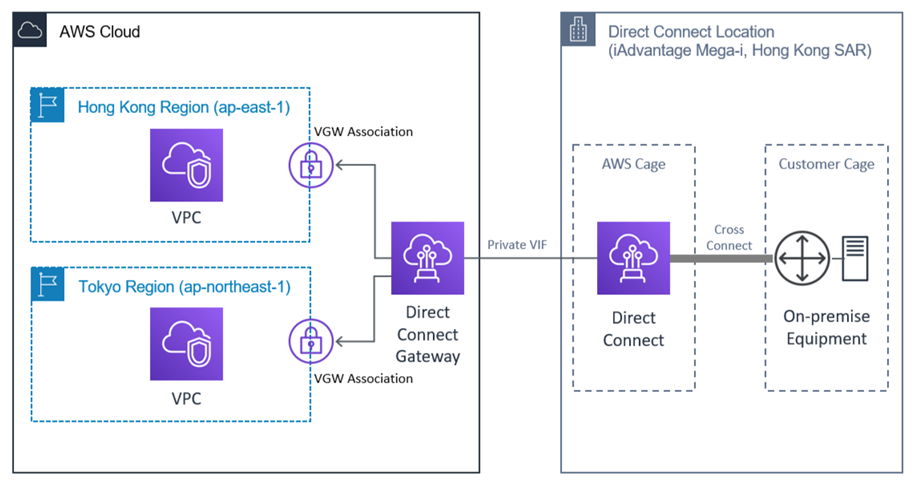 AWS Cloud
Hong Kong Region (ap-east-1)
VGW Association
VPC
Tokyo Region (ap-northeast-1)
VGW Association
VPC
Direct
Connect
Gateway
Private VIF
Direct Connect Location
(iAdvantage Mega-i, Hong Kong SAR)
AWS Cage
Direct
Connect
Cross
Connect
Customer Cage
On-premise
Equipment